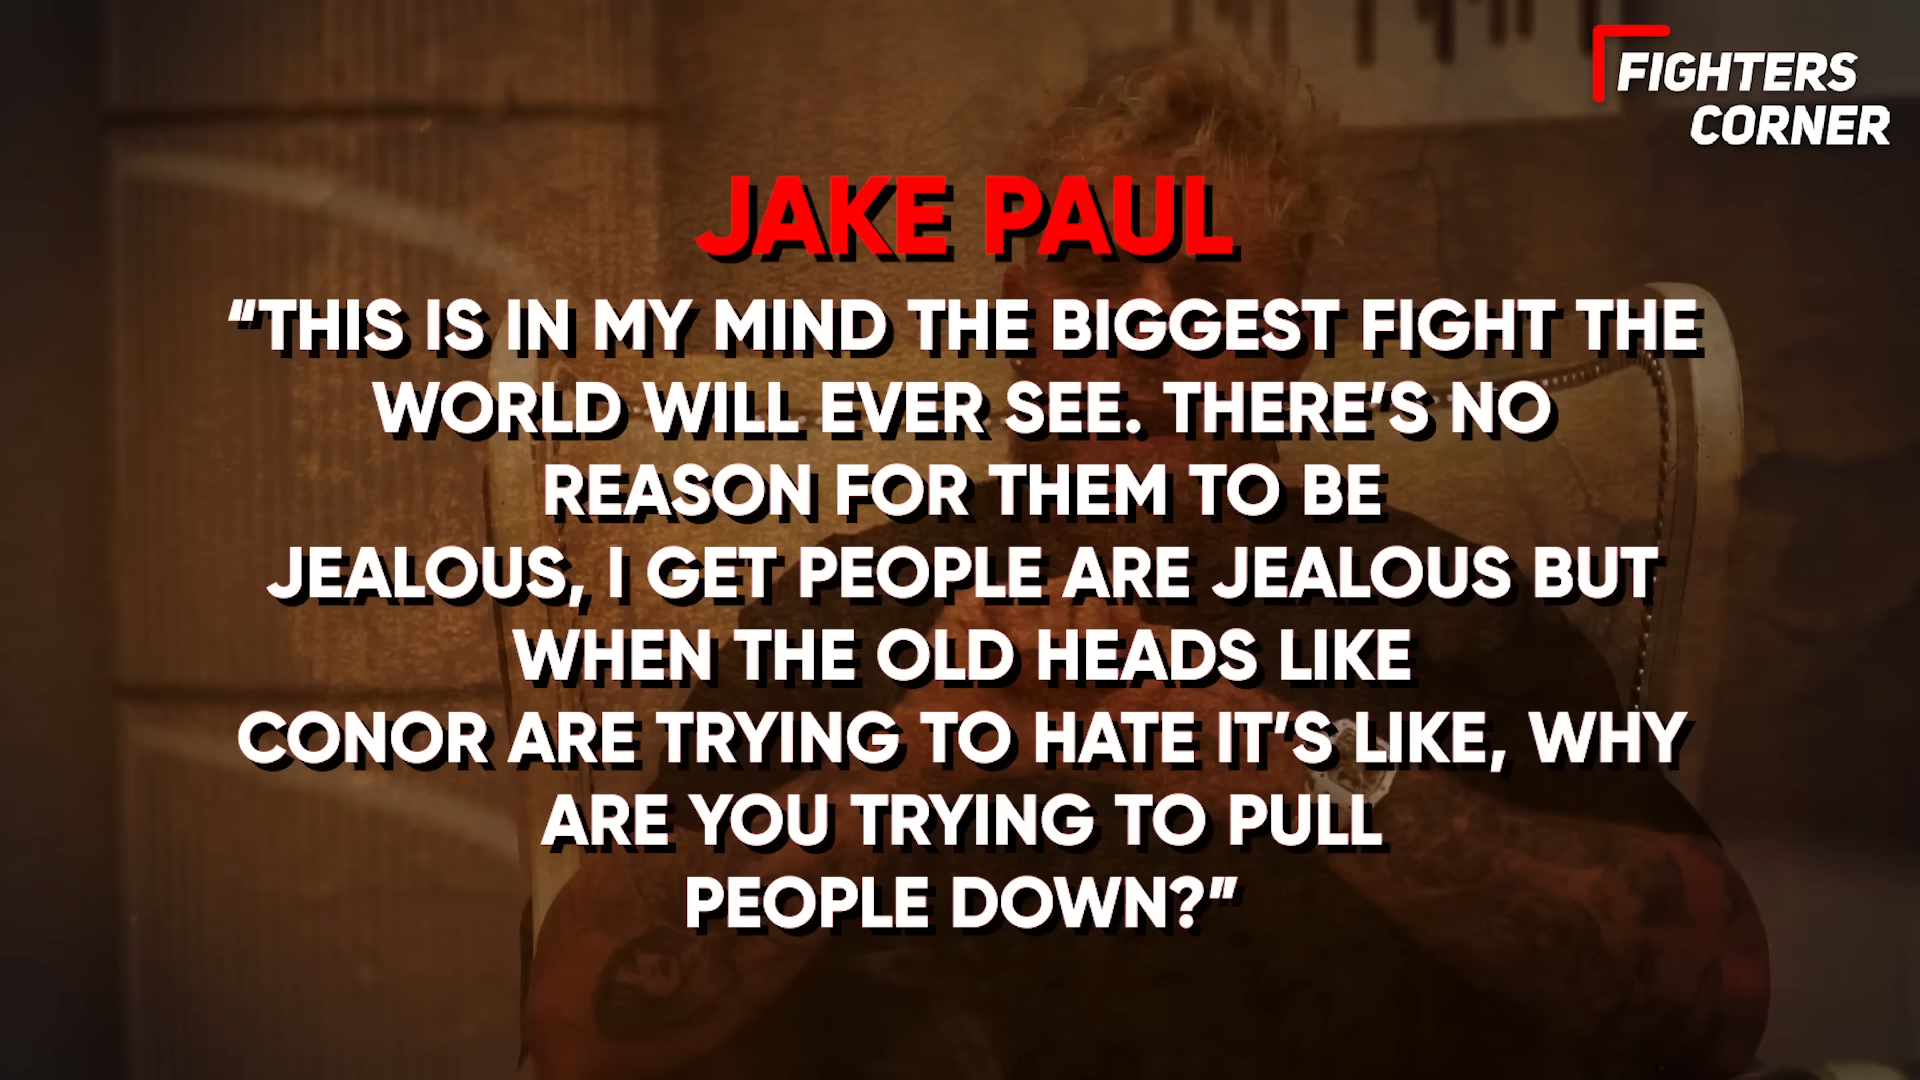 FIGHTERS
CORNER
JAKE PAUL
"THIS IS IN MY MIND THE BIGGEST FIGHT THE
WORLD WILL EVER SEE. THERE'S NO
REASON FOR THEM TO BE
JEALOUS, I GET PEOPLE ARE JEALOUS BUT
WHEN THE OLD HEADS LIKE
CONOR ARE TRYING TO HATE IT'S LIKE, WHY
ARE YOU TRYING TO PULL
PEOPLE DOWN?"